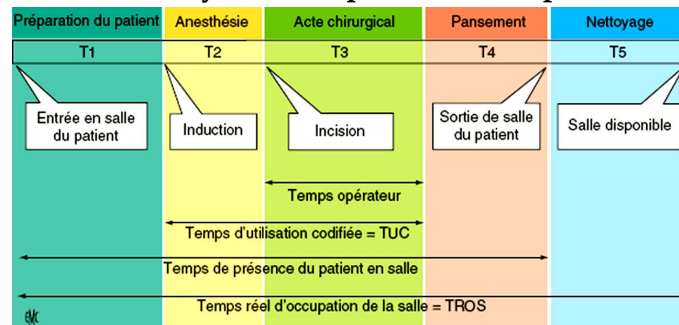 Préparation du patient
Anesthésie
Acte chirurgical
Pansement
Nettoyage
T1
T2
T3
T4
T5
Entrée en salle
du patient
Induction
Incision
Sortie de salle
du patient
Salle disponible
Temps opérateur
Temps d'utilisation codifiée = TUC
Temps de présence du patient en salle
Temps réel d'occupation de la salle = TROS
EMC